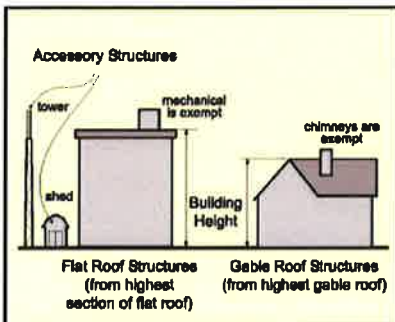 Accessory Structures
tower
mechanical
is exempt
chimneys are
exempt
shed
Building
Height
Flat Roof Structures
(from highest
section of flat roof)
Gable Roof Structures
(from highest gable roof)